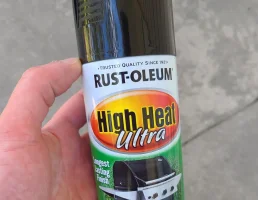 TRUSTED QUALITY SINCE 1921
RUST-OLEUM®
High Heat
Ultra
Longest
Lasting
Finish